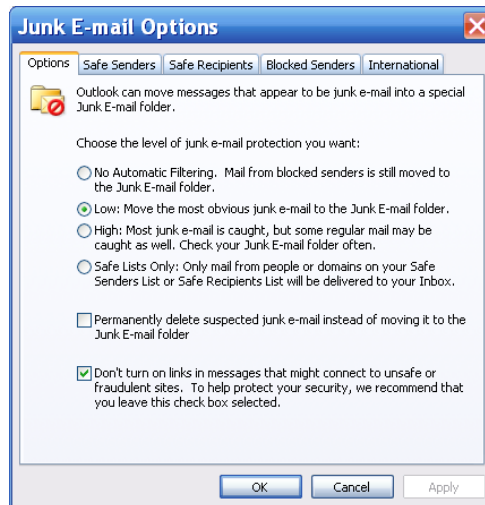 Junk E-mail Options
Options Safe Senders Safe Recipients Blocked Senders International
Outlook can move messages that appear to be junk e-mail into a special
Junk E-mail folder.
Choose the level of junk e-mail protection you want:
No Automatic Filtering. Mail from blocked senders is still moved to
the Junk E-mail folder.
Low: Move the most obvious junk e-mail to the Junk E-mail folder.
High: Most junk e-mail is caught, but some regular mail may be
caught as well. Check your Junk E-mail folder often.
Safe Lists Only: Only mail from people or domains on your Safe
Senders List or Safe Recipients List will be delivered to your Inbox.
Permanently delete suspected junk e-mail instead of moving it to the
Junk E-mail folder
Don't turn on links in messages that might connect to unsafe or
fraudulent sites. To help protect your security, we recommend that
you leave this check box selected.
OK Cancel Apply